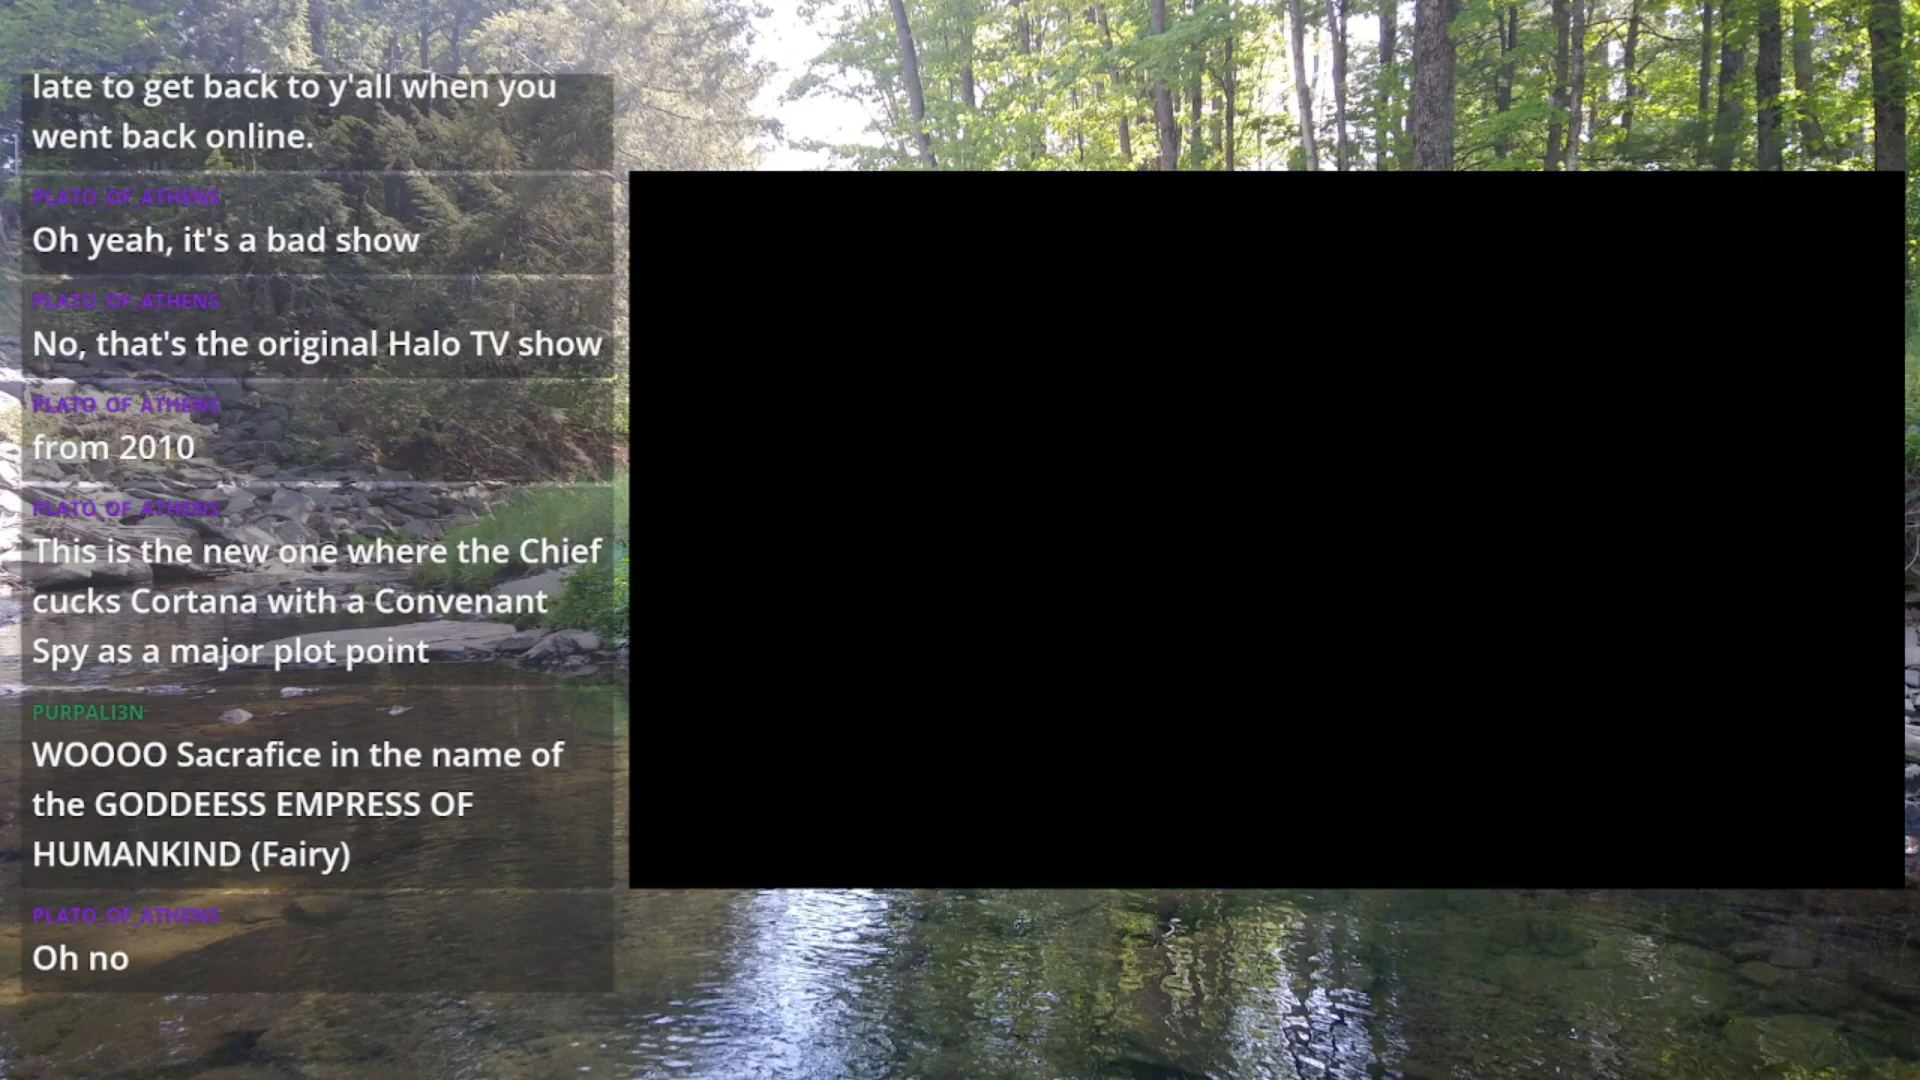 late to get back to y'all when you
went back online.
PLATO_OF_ATHENS
Oh yeah, it's a bad show
PLATO_OF_ATHENS
No, that's the original Halo TV show
PLATO_OF_ATHENS
from 2010
PLATO_OF_ATHENS
This is the new one where the Chief
cucks Cortana with a Convenant
Spy as a major plot point
PURPALI3N
WOOOO Sacrafice in the name of
the GODDEESS EMPRESS OF
HUMANKIND (Fairy)
PLATO_OF_ATHENS
Oh no